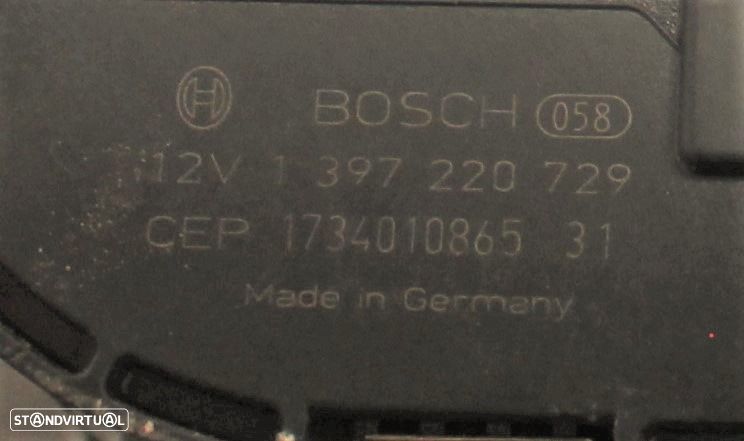 BOSCH 058
12V 1 397 220 729
CEP 1734010865 31
Made in Germany
STANDVIRTUAL